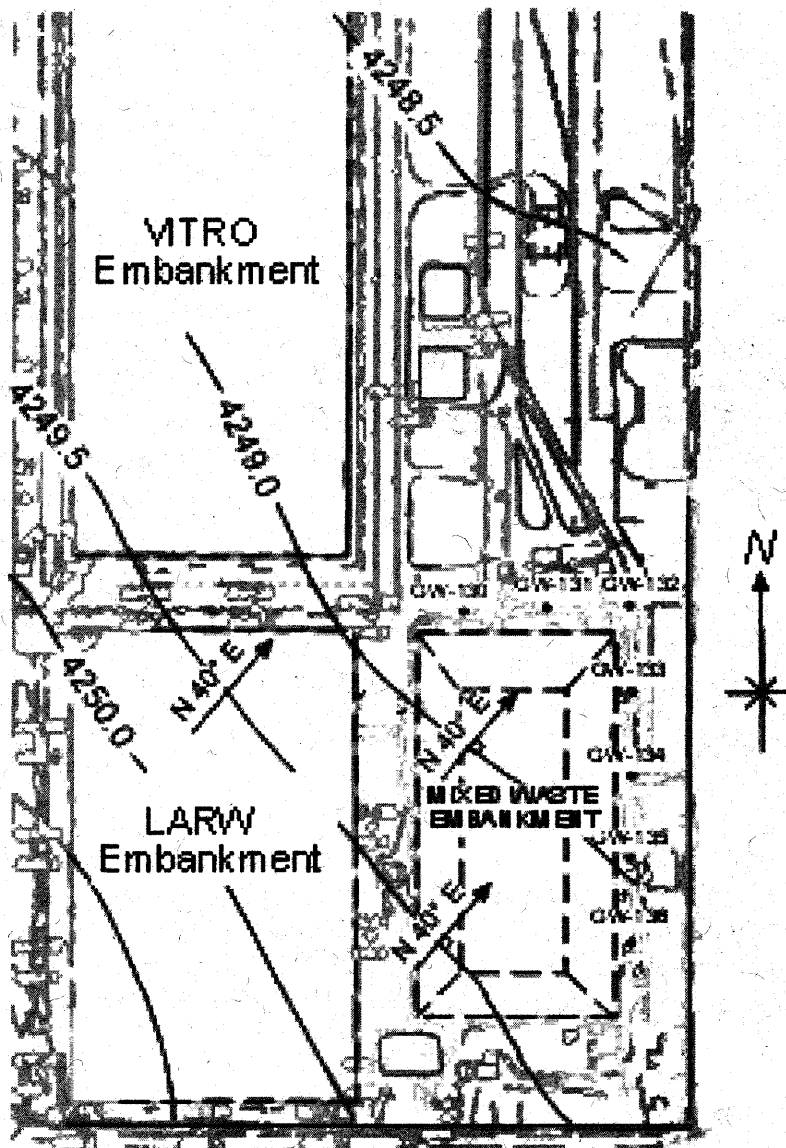 4248.5
VITRO
Embankment
4249.5
4249.0
N
GW-130 GW-131 GW-132
4250.0
N 40° E
GW-133
N 40° E
GW-134
MIXED WASTE
EMBANKMENT
LARW
Embankment
GW-135
N 40° E
GW-136